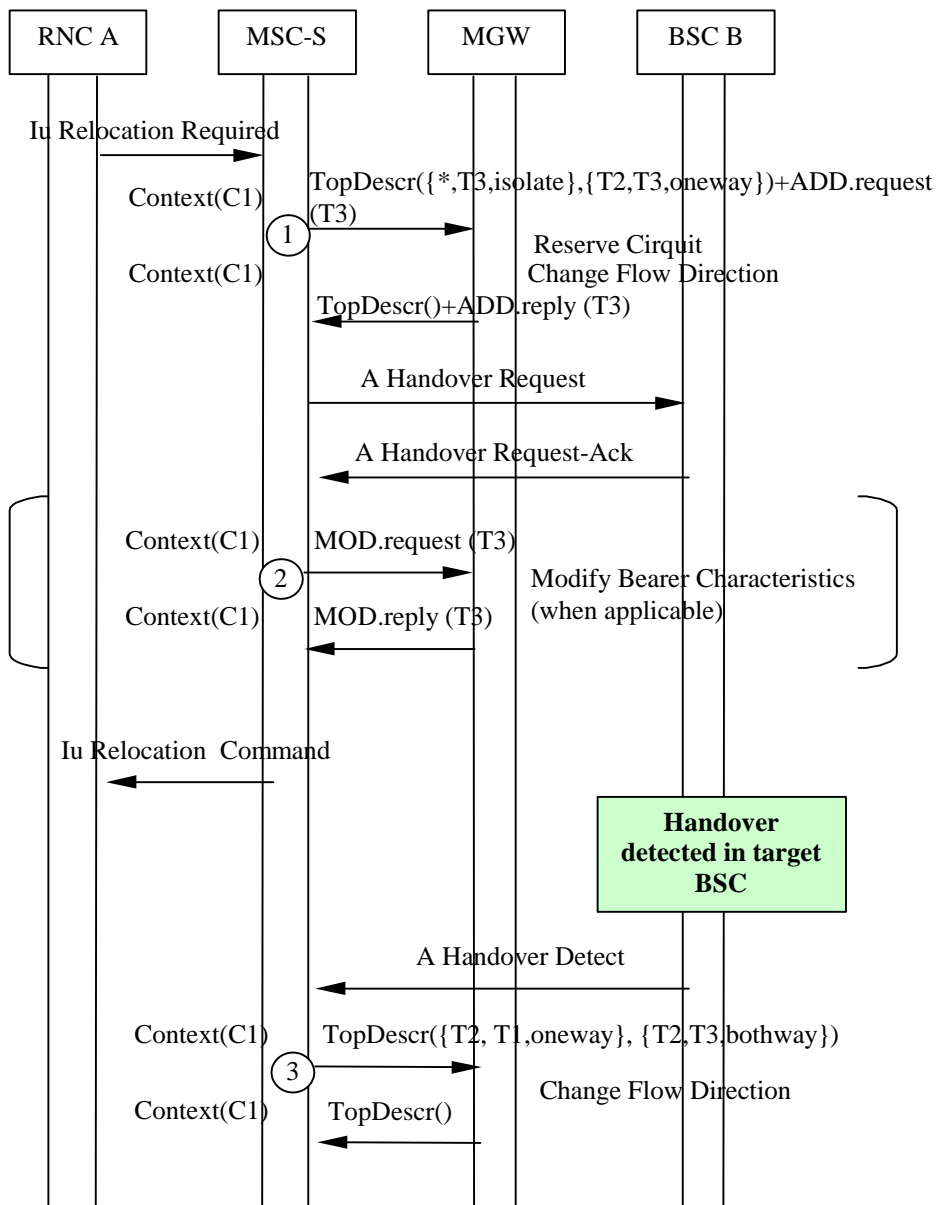 RNC A
MSC-S
MGW
BSC B
Iu Relocation Required
Context(C1)
TopDescr({*,T3,isolate},{T2,T3,oneway})+ADD.request
(T3)
1
Reserve Cirquit
Context(C1)
Change Flow Direction
TopDescr()+ADD.reply (T3)
A Handover Request
A Handover Request-Ack
Context(C1)
MOD.request (T3)
2
Modify Bearer Characteristics
(when applicable)
Context(C1)
MOD.reply (T3)
Iu Relocation  Command
Handover
detected in target
BSC
A Handover Detect
Context(C1)
TopDescr({T2, T1,oneway}, {T2,T3,bothway})
3
Change Flow Direction
Context(C1)
TopDescr()